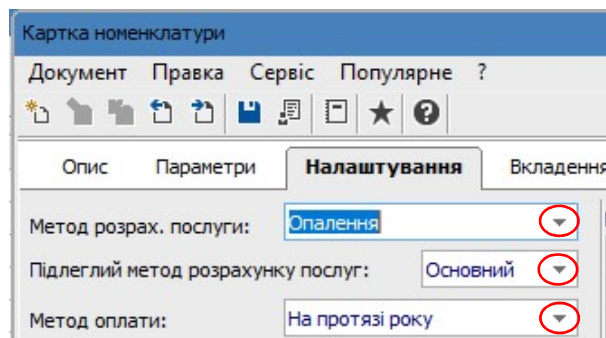 Картка номенклатури
Документ Правка Сервіс Популярне ?
Опис Параметри Налаштування Вкладення
Метод розрах. послуги: Опалення
Підлеглий метод розрахунку послуг: Основний
Метод оплати: На протязі року